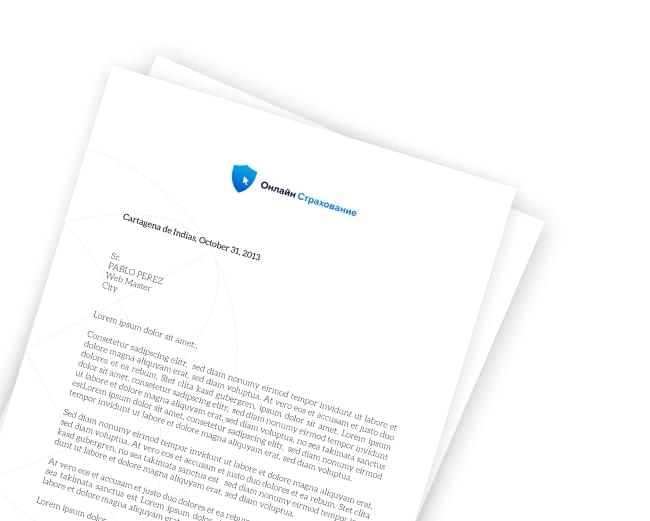 Онлайн Страхование
Cartagena de Indias, October 31, 2013
Sr.
PABLO PEREZ
Web Master
City
Lorem ipsum dolor sit amet:,
Consetetur sadipscing elitr, sed diam nonumy eirmod tempor invidunt ut labore et
dolore magna aliquyam erat, sed diam voluptua. At vero eos et accusam et justo duo
dolores et ea rebum. Stet clita kasd gubergren, ipsum dolor sit amet. Lorem ipsum
dolor sit amet, consetetur sadipscing elitr, sed diam voluptua, no sea takimata sanctus
ut labore et dolore magna aliquyam erat, sed diam nonumy eirmod tempor invidunt
est.Lorem ipsum dolor sit amet, consetetur sadipscing elitr, sed diam nonumy eirmod
tempor invidunt ut labore et dolore magna aliquyam erat, sed diam voluptua.
Sed diam nonumy eirmod tempor invidunt ut labore et dolore magna aliquyam erat,
sed diam voluptua. At vero eos et accusam et justo duo dolores et ea rebum. Stet clita
kasd gubergren, no sea takimata sanctus est sed diam nonumy eirmod tempor in
dunt ut labore et dolore magna aliquyam erat, sed diam voluptua.
At vero eos et accusam et justo duo dolores et ea rebum
sea takimata sanctus est Lorem ipsum dolor
labore et dolore magna aliquyam erat
Lorem ipsum dolor